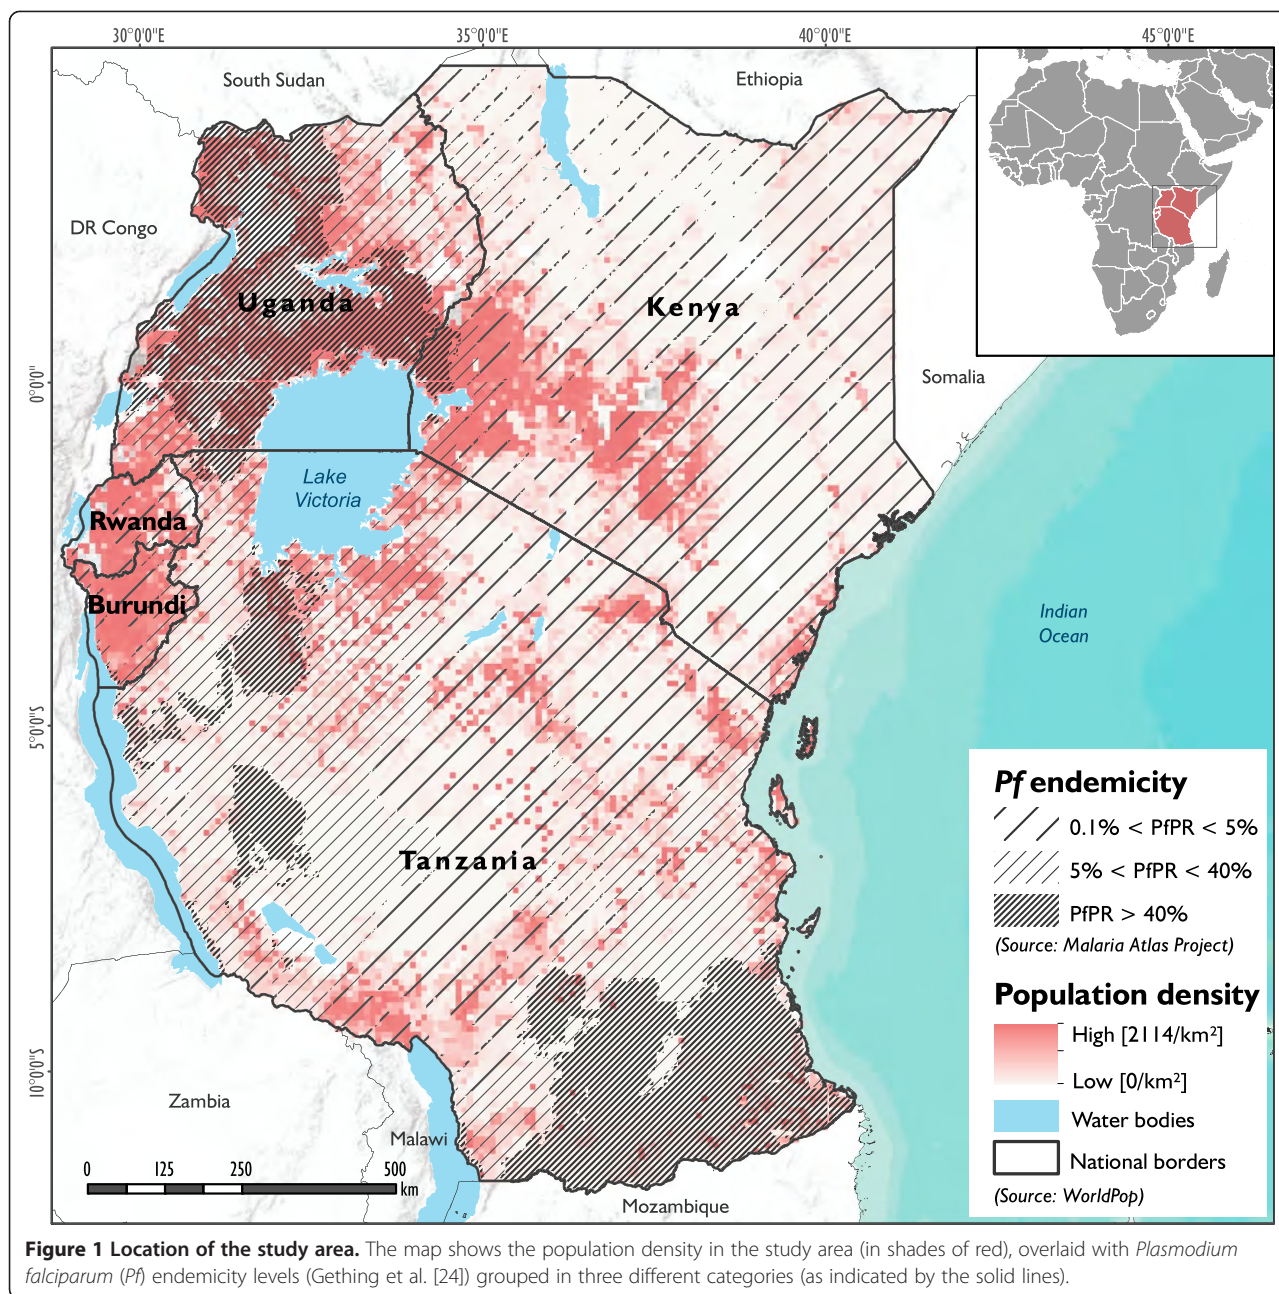 30°0'0"E
35°0'0"E
40°0'0"E
45°0'0"E
South Sudan
Ethiopia
DR Congo
Uganda
Kenya
0°0'0"
Somalia
Lake
Victoria
Rwanda
Burundi
Indian
Ocean
5°0'0"S
Tanzania
10°0'0"S
Zambia
Malawi
Mozambique
0 125 250 500
km
Pf endemicity
0.1% < PfPR < 5%
5% < PfPR < 40%
PfPR > 40%
(Source: Malaria Atlas Project)
Population density
High [2114/km²]
Low [0/km²]
Water bodies
National borders
(Source: WorldPop)
Figure 1 Location of the study area. The map shows the population density in the study area (in shades of red), overlaid with Plasmodium
falciparum (Pf) endemicity levels (Gething et al. [24]) grouped in three different categories (as indicated by the solid lines).